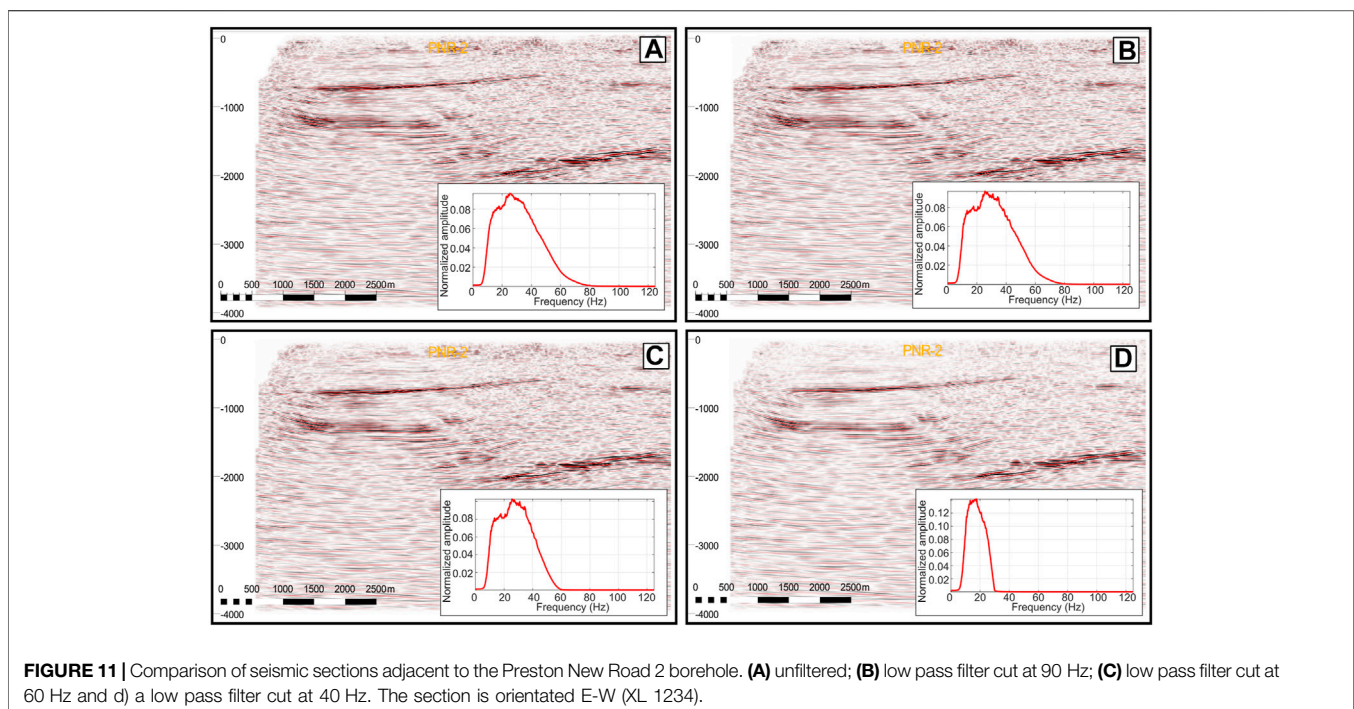 0
-1000
-2000
-3000
-4000
PNR-2
A
0 500 1000 1500 2000 2500m
Normalized amplitude
0.08
0.06
0.04
0.02
0 20 40 60 80 100 120
Frequency (Hz)
0
-1000
-2000
-3000
-4000
PNR-2
B
0 500 1000 1500 2000 2500m
Normalized amplitude
0.08
0.06
0.04
0.02
0 20 40 60 80 100 120
Frequency (Hz)
0
-1000
-2000
-3000
-4000
PNR-2
C
0 500 1000 1500 2000 2500m
Normalized amplitude
0.08
0.06
0.04
0.02
0 20 40 60 80 100 120
Frequency (Hz)
0
-1000
-2000
-3000
-4000
PNR-2
D
0 500 1000 1500 2000 2500m
Normalized amplitude
0.12
0.10
0.08
0.06
0.04
0.02
0 20 40 60 80 100 120
Frequency (Hz)
FIGURE 11 | Comparison of seismic sections adjacent to the Preston New Road 2 borehole. (A) unfiltered; (B) low pass filter cut at 90 Hz; (C) low pass filter cut at
60 Hz and d) a low pass filter cut at 40 Hz. The section is orientated E-W (XL 1234).